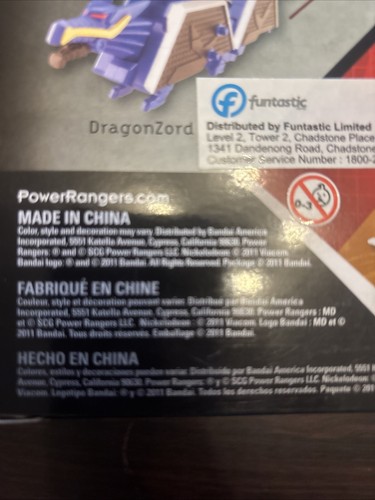 DragonZord
funtastic
Distributed by Funtastic Limited
Level 2, Tower 2, Chadstone Place
1341 Dandenong Road, Chadstone
Customer Service Number : 1800-
0-3
PowerRangers.com
MADE IN CHINA
Color, style and decoration may vary. Distributed by Bandai America
Incorporated, 5551 Katella Avenue, Cypress, California 90630. Power
Rangers: ® and © SCG Power Rangers LLC. Nickelodeon: © 2011 Viacom.
Bandai logo: ® and © 2011 Bandai. All Rights Reserved. Package © 2011 Bandai.
FABRIQUÉ EN CHINE
Couleur, style et décoration pouvant varier. Distribué par Bandai America
Incorporated, 5551 Katella Avenue, Cypress, California 90630. Power Rangers : MD
et © SCG Power Rangers LLC. Nickelodeon : © 2011 Viacom. Logo Bandai : MD et ©
2011 Bandai. Tous droits réservés. Emballage © 2011 Bandai.
HECHO EN CHINA
Colores, estilos y decoraciones pueden variar. Distribuido por Bandai America Incorporated, 5551
Avenue, Cypress, California 90630. Power Rangers: ® y © SCG Power Rangers LLC. Nickelodeon: ©
Viacom. Logotipo Bandai: ® y © 2011 Bandai. Todos los derechos reservados. Paquete © 201